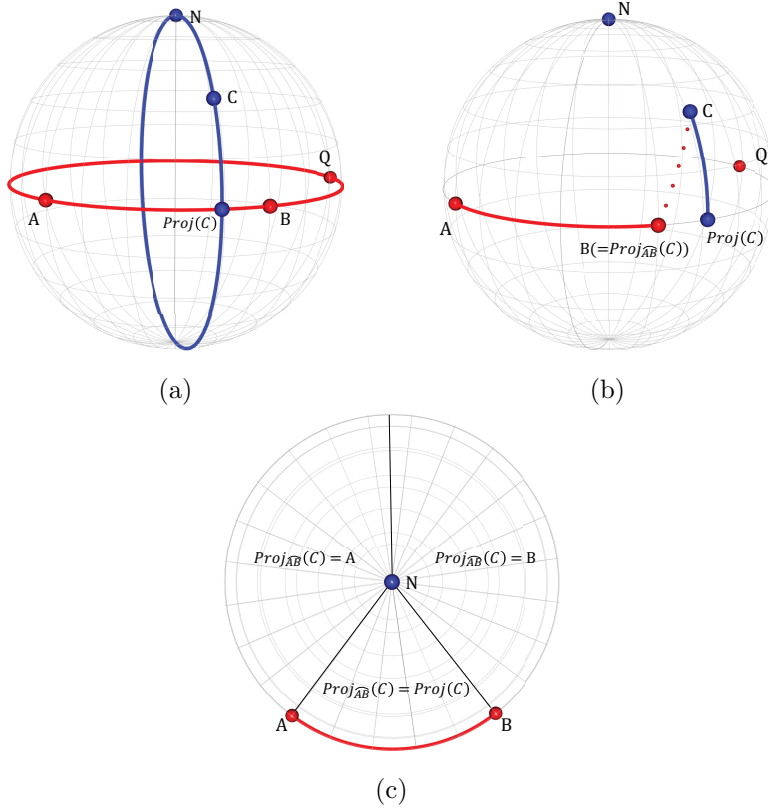 N
C
Q
A
Proj(C)
B
(a)
N
C
Q
A
B(=Proj_{\widehat{AB}}(C))
Proj(C)
(b)
Proj_{\widehat{AB}}(C) = A
Proj_{\widehat{AB}}(C) = B
N
Proj_{\widehat{AB}}(C) = Proj(C)
A
B
(c)